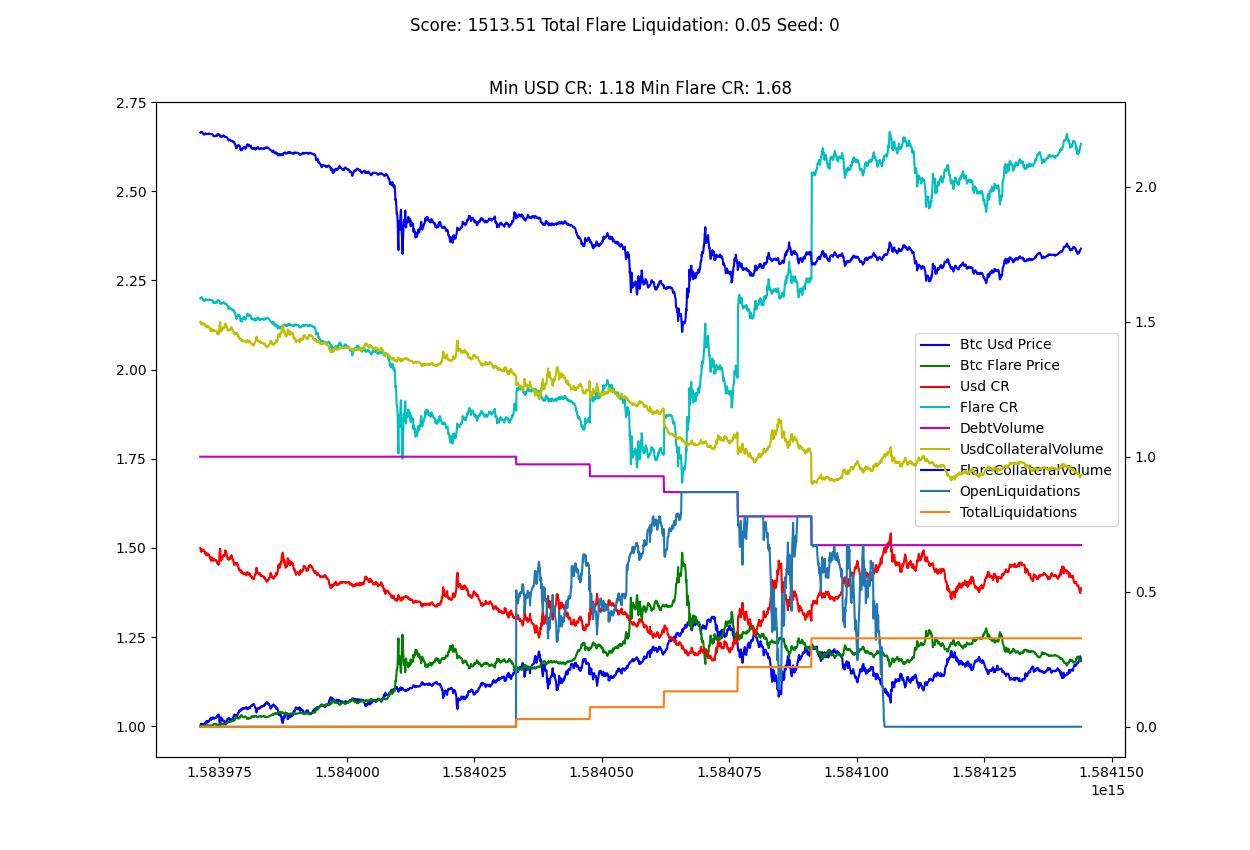 Score: 1513.51 Total Flare Liquidation: 0.05 Seed: 0
Min USD CR: 1.18 Min Flare CR: 1.68
2.75
2.50
2.25
2.00
1.75
1.50
1.25
1.00
2.0
1.5
1.0
0.5
0.0
Btc Usd Price
Btc Flare Price
Usd CR
Flare CR
DebtVolume
UsdCollateralVolume
FlareCollateralVolume
OpenLiquidations
TotalLiquidations
1.583975 1.584000 1.584025 1.584050 1.584075 1.584100 1.584125 1.584150
1e15